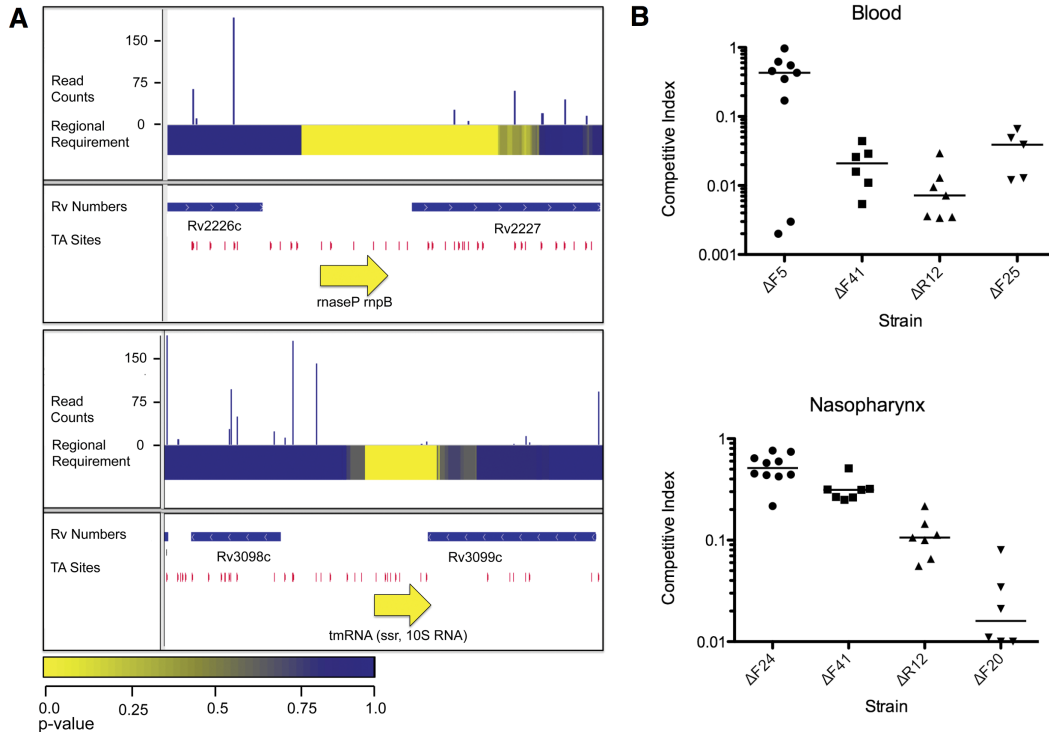 A
150
75
0
Read
Counts
Regional
Requirement
Rv Numbers
Rv2226c
Rv2227
TA Sites
rnaseP rnpB
150
75
0
Read
Counts
Regional
Requirement
Rv Numbers
Rv3098c
Rv3099c
TA Sites
tmRNA (ssr, 10S RNA)
0.0
0.25
0.5
0.75
1.0
p-value
B
Blood
Competitive Index
1
0.1
0.01
0.001
ΔF5
ΔF41
ΔR12
ΔF25
Strain
Nasopharynx
Competitive Index
1
0.1
0.01
ΔF24
ΔF41
ΔR12
ΔF20
Strain